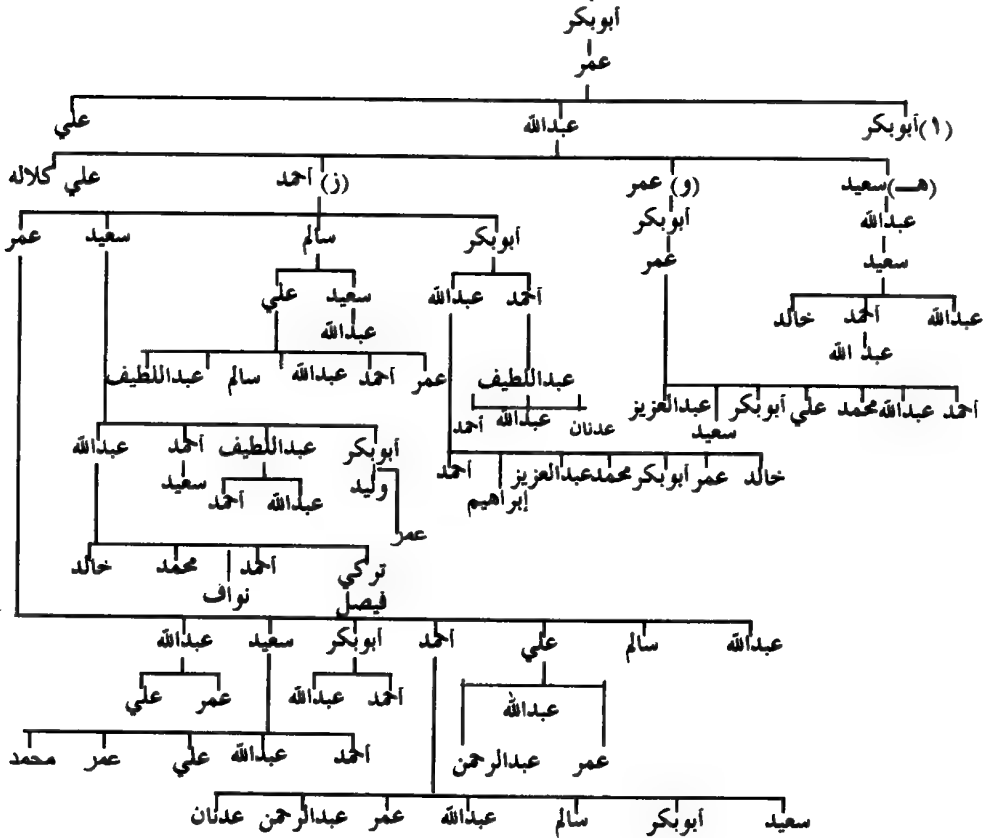 أبوبكر
عمر
(١) أبوبكر عبدالله علي
(هـ) سعيد (و) عمر (ز) أحمد علي كلاله
عبدالله أبوبكر أبوبكر سالم سعيد عمر
سعيد عمر
أحمد عبدالله سعيد علي
عبدالله أحمد خالد عبدالله
عبد الله
عبداللطيف عمر أحمد عبدالله سالم عبداللطيف
أحمد عبدالله محمد علي أبوبكر عبدالعزيز
سعيد
عدنان عبدالله أحمد
أبوبكر عبداللطيف أحمد عبدالله
خالد عمر أبوبكر محمد عبدالعزيز أحمد
إبراهيم
وليد عبدالله أحمد سعيد
عمر
تركي أحمد محمد خالد
فيصل نواف
عبدالله سالم علي أحمد أبوبكر سعيد عبدالله
عبدالله أحمد عبدالله عمر علي
عمر عبدالرحمن أحمد عبدالله علي عمر محمد
سعيد أبوبكر سالم عبدالله عمر عبدالرحمن عدنان